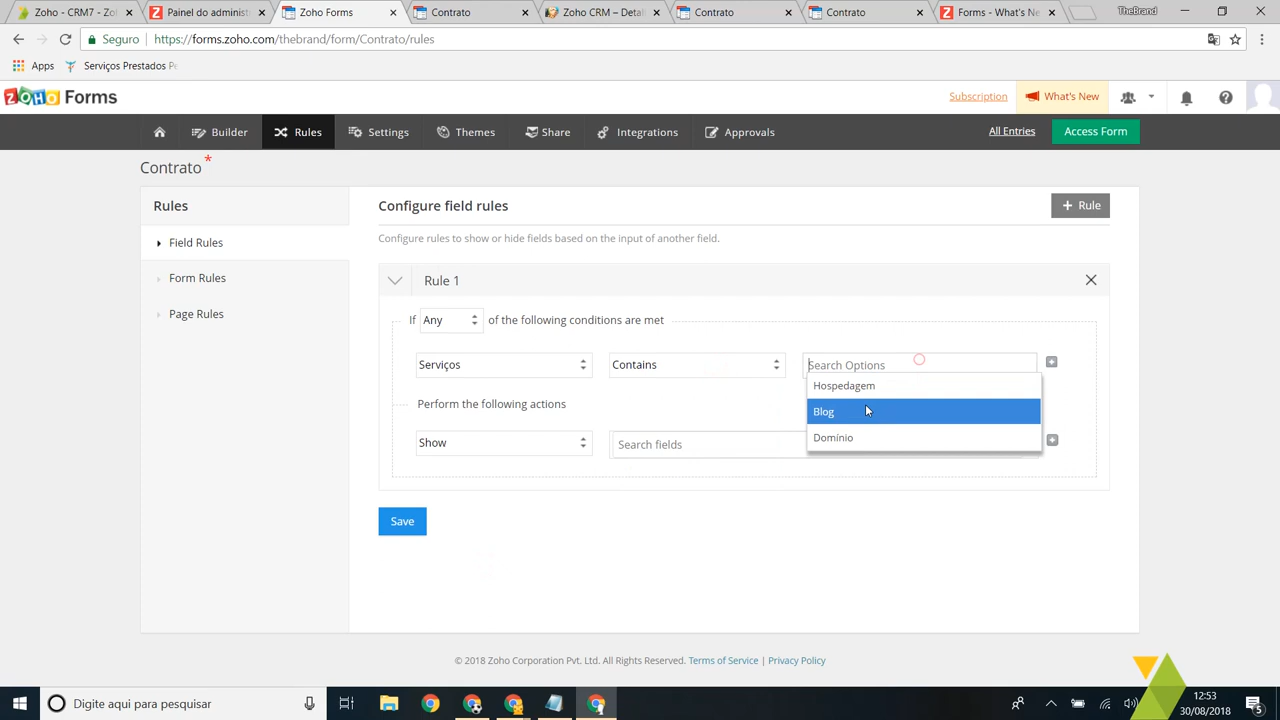 Zoho - CRM7 - Dem
Painel do administ
Zoho Forms
Contrato
Zoho CRM - Detalh
Contrato
Contrato
Forms - What's Ne
TheBrand
Seguro
https://forms.zoho.com/thebrand/form/Contrato/rules
Apps
Serviços Prestados Pe
ZOHO Forms
Subscription
What's New
Builder
Rules
Settings
Themes
Share
Integrations
Approvals
All Entries
Access Form
Contrato *
Rules
Configure field rules
+ Rule
Field Rules
Configure rules to show or hide fields based on the input of another field.
Form Rules
Rule 1
Page Rules
If Any of the following conditions are met
Serviços
Contains
Search Options
Hospedagem
Blog
Domínio
Perform the following actions
Show
Search fields
Save
© 2018 Zoho Corporation Pvt. Ltd. All Rights Reserved. Terms of Service | Privacy Policy
Digite aqui para pesquisar
12:53
30/08/2018
5